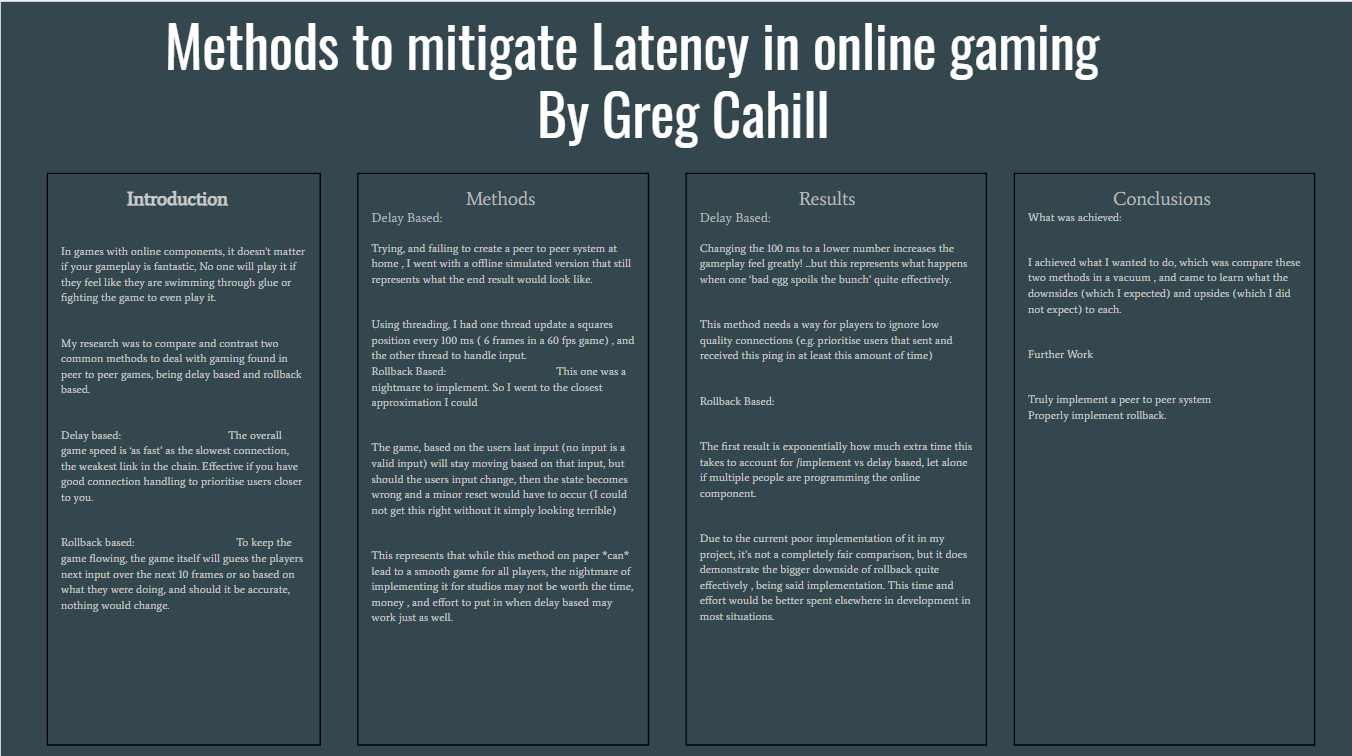 Methods to mitigate Latency in online gaming
By Greg Cahill
Introduction
In games with online components, it doesn't matter
if your gameplay is fantastic, No one will play it if
they feel like they are swimming through glue or
fighting the game to even play it.
My research was to compare and contrast two
common methods to deal with gaming found in
peer to peer games, being delay based and rollback
based.
Delay based: The overall
game speed is 'as fast' as the slowest connection,
the weakest link in the chain. Effective if you have
good connection handling to prioritise users closer
to you.
Rollback based: To keep the
game flowing, the game itself will guess the players
next input over the next 10 frames or so based on
what they were doing, and should it be accurate,
nothing would change.
Methods
Delay Based:
Trying, and failing to create a peer to peer system at
home , I went with a offline simulated version that still
represents what the end result would look like.
Using threading, I had one thread update a squares
position every 100 ms ( 6 frames in a 60 fps game) , and
the other thread to handle input.
Rollback Based: This one was a
nightmare to implement. So I went to the closest
approximation I could
The game, based on the users last input (no input is a
valid input) will stay moving based on that input, but
should the users input change, then the state becomes
wrong and a minor reset would have to occur (I could
not get this right without it simply looking terrible)
This represents that while this method on paper *can*
lead to a smooth game for all players, the nightmare of
implementing it for studios may not be worth the time,
money , and effort to put in when delay based may
work just as well.
Results
Delay Based:
Changing the 100 ms to a lower number increases the
gameplay feel greatly! ...but this represents what happens
when one 'bad egg spoils the bunch' quite effectively.
This method needs a way for players to ignore low
quality connections (e.g. prioritise users that sent and
received this ping in at least this amount of time)
Rollback Based:
The first result is exponentially how much extra time this
takes to account for /implement vs delay based, let alone
if multiple people are programming the online
component.
Due to the current poor implementation of it in my
project, it's not a completely fair comparison, but it does
demonstrate the bigger downside of rollback quite
effectively , being said implementation. This time and
effort would be better spent elsewhere in development in
most situations.
Conclusions
What was achieved:
I achieved what I wanted to do, which was compare these
two methods in a vacuum , and came to learn what the
downsides (which I expected) and upsides (which I did
not expect) to each.
Further Work
Truly implement a peer to peer system
Properly implement rollback.